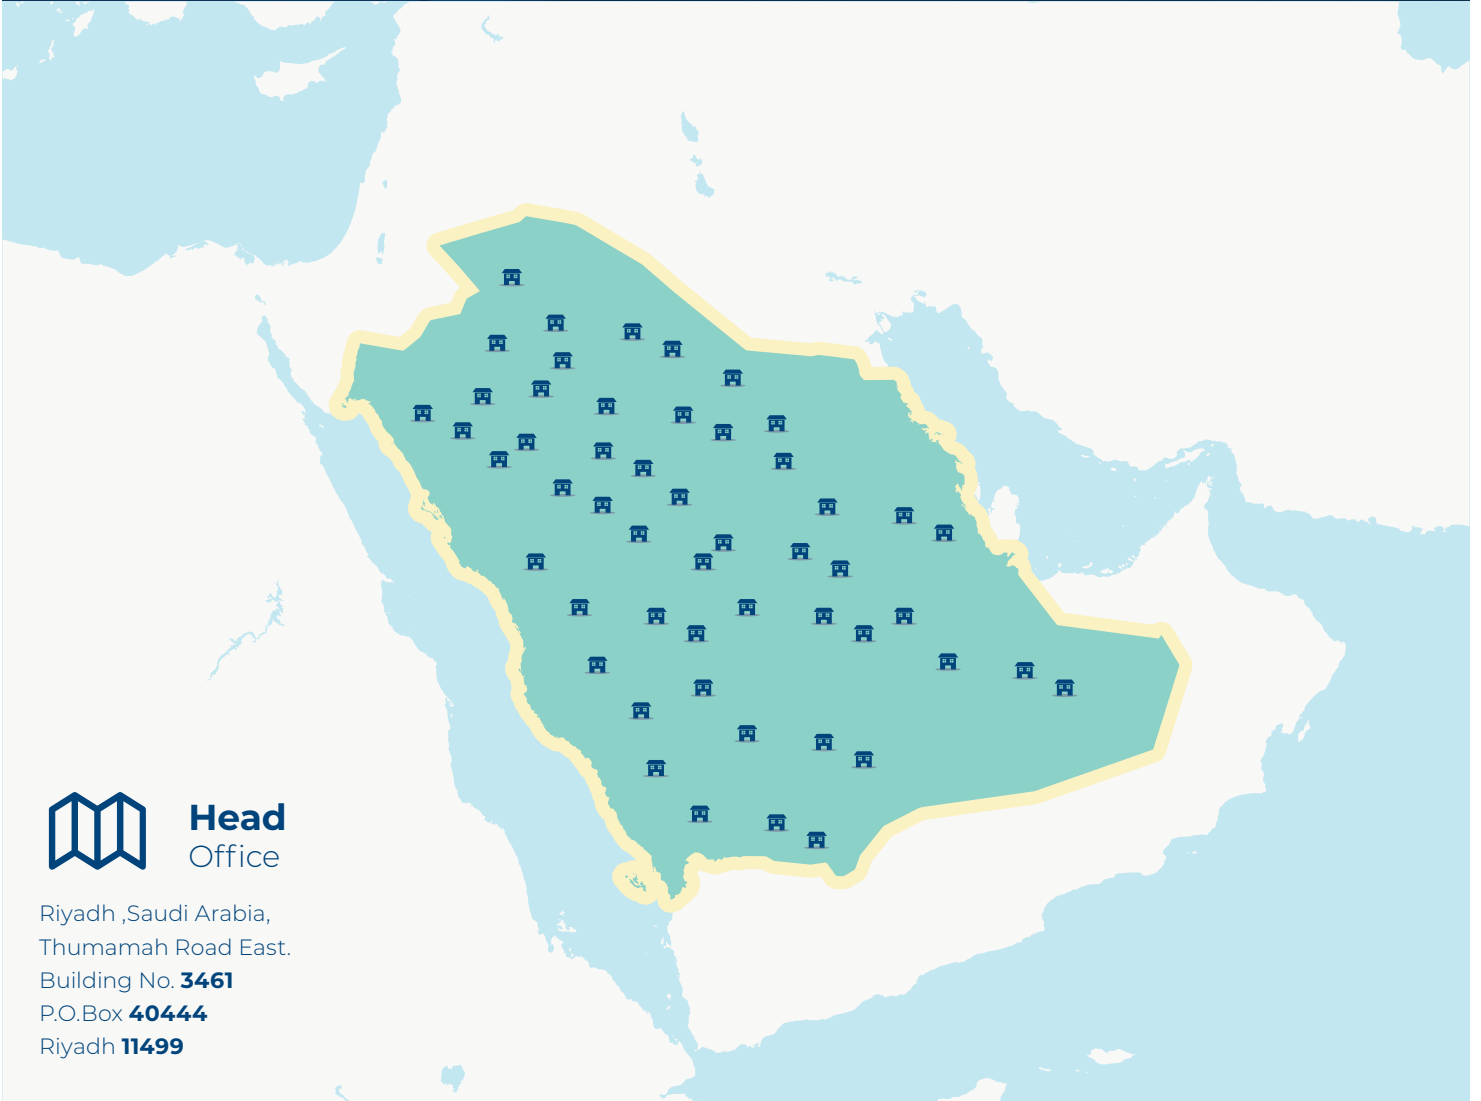 Head
Office
Riyadh ,Saudi Arabia,
Thumamah Road East.
Building No. 3461
P.O.Box 40444
Riyadh 11499